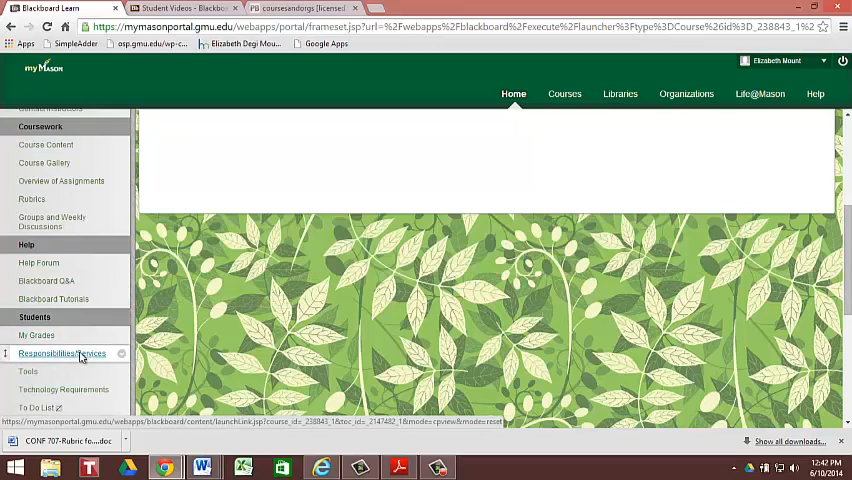 Blackboard Learn
Student Videos - Blackboa
coursesandorgs [licensed
https://mymasonportal.gmu.edu/webapps/portal/frameset.jsp?url=%2Fwebapps%2Fblackboard%2Fexecute%2Flauncher%3Ftype%3DCourse%26id%3D_238843_1%2
Apps
SimpleAdder
osp.gmu.edu/wp-c...
Elizabeth Degi Mou...
Google Apps
my MASON
Elizabeth Mount
Home
Courses
Libraries
Organizations
Life@Mason
Help
Contact Instructors
Coursework
Course Content
Course Gallery
Overview of Assignments
Rubrics
Groups and Weekly
Discussions
Help
Help Forum
Blackboard Q&A
Blackboard Tutorials
Students
My Grades
Responsibilities/Services
Tools
Technology Requirements
To Do List
https://mymasonportal.gmu.edu/webapps/blackboard/content/launchLink.jsp?course_id=_238843_1&toc_id=_2147482_1&mode=cpview&mode=reset
CONF 707-Rubric fo....doc
Show all downloads...
12:42 PM
6/10/2014